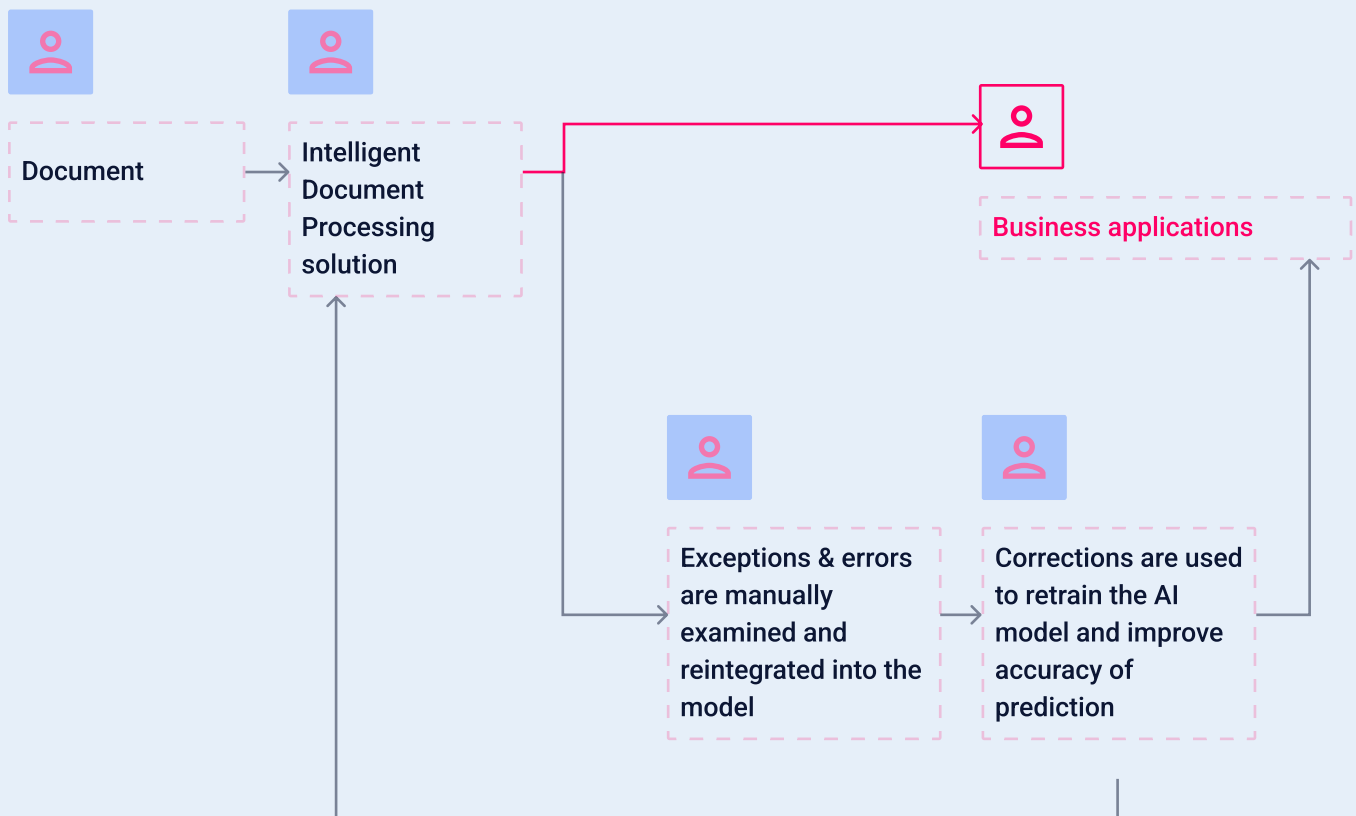 Document
Intelligent
Document
Processing
solution
Business applications
Exceptions & errors
are manually
examined and
reintegrated into the
model
Corrections are used
to retrain the AI
model and improve
accuracy of
prediction